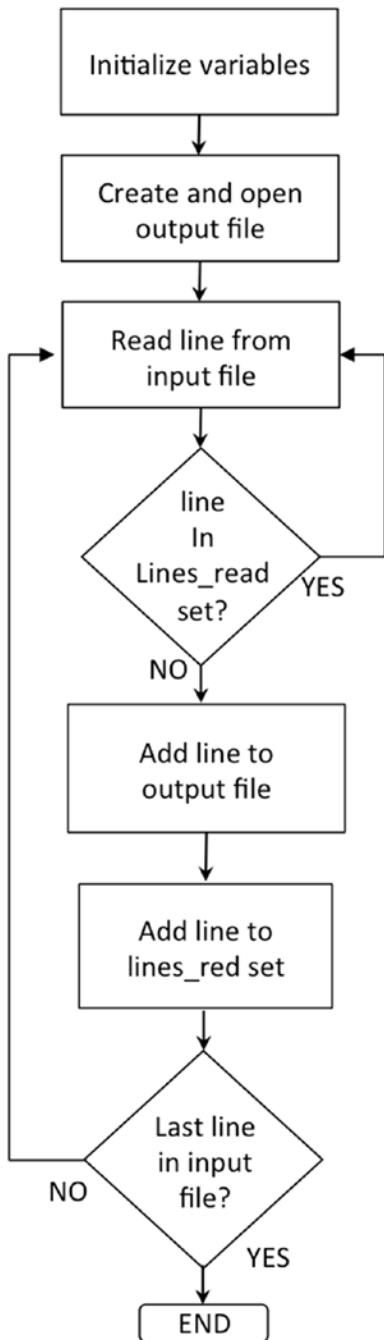 Initialize variables
Create and open
output file
Read line from
input file
line
In
Lines_read
set?
YES
NO
Add line to
output file
Add line to
lines_red set
Last line
in input
file?
NO
YES
END